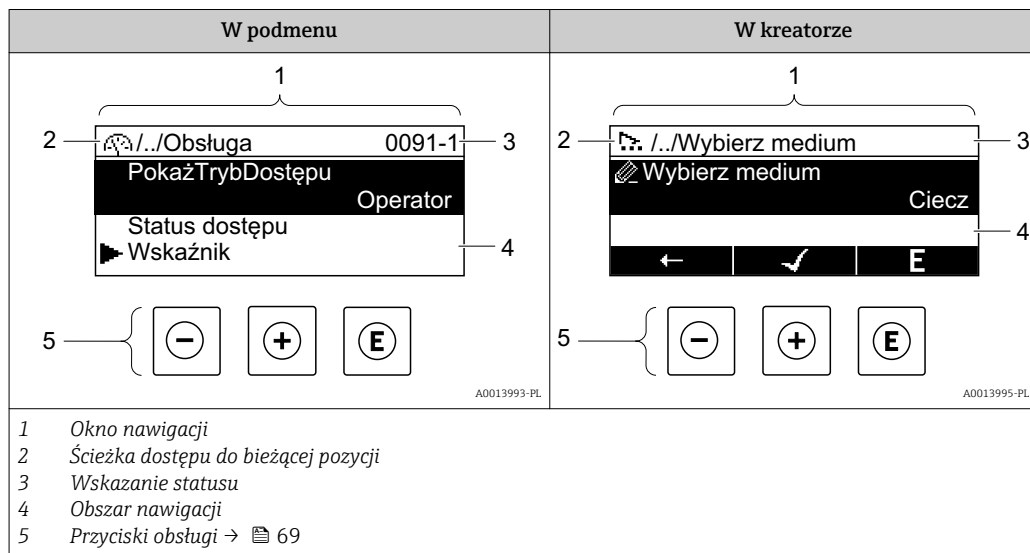 W podmenu
W kreatorze
1
2
/../Obsługa 0091-1
3
PokażTrybDostępu
Operator
Status dostępu
Wskaźnik
4
5
- + E
A0013993-PL
1
2
/../Wybierz medium
3
Wybierz medium
Ciecz
4
← ✓ E
5
- + E
A0013995-PL
1 Okno nawigacji
2 Ścieżka dostępu do bieżącej pozycji
3 Wskazanie statusu
4 Obszar nawigacji
5 Przyciski obsługi → 69